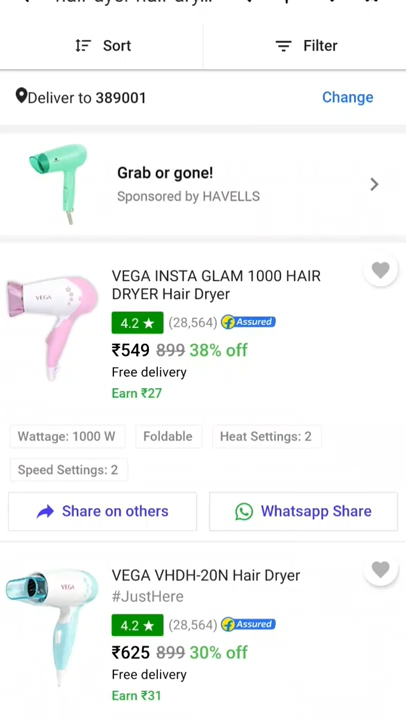 Sort
Filter
Deliver to 389001
Change
Grab or gone!
Sponsored by HAVELLS
VEGA
VEGA INSTA GLAM 1000 HAIR
DRYER Hair Dryer
4.2 ★ (28,564) Assured
₹549 899 38% off
Free delivery
Earn ₹27
Wattage: 1000 W
Foldable
Heat Settings: 2
Speed Settings: 2
Share on others
Whatsapp Share
VEGA
VEGA VHDH-20N Hair Dryer
#JustHere
4.2 ★ (28,564) Assured
₹625 899 30% off
Free delivery
Earn ₹31